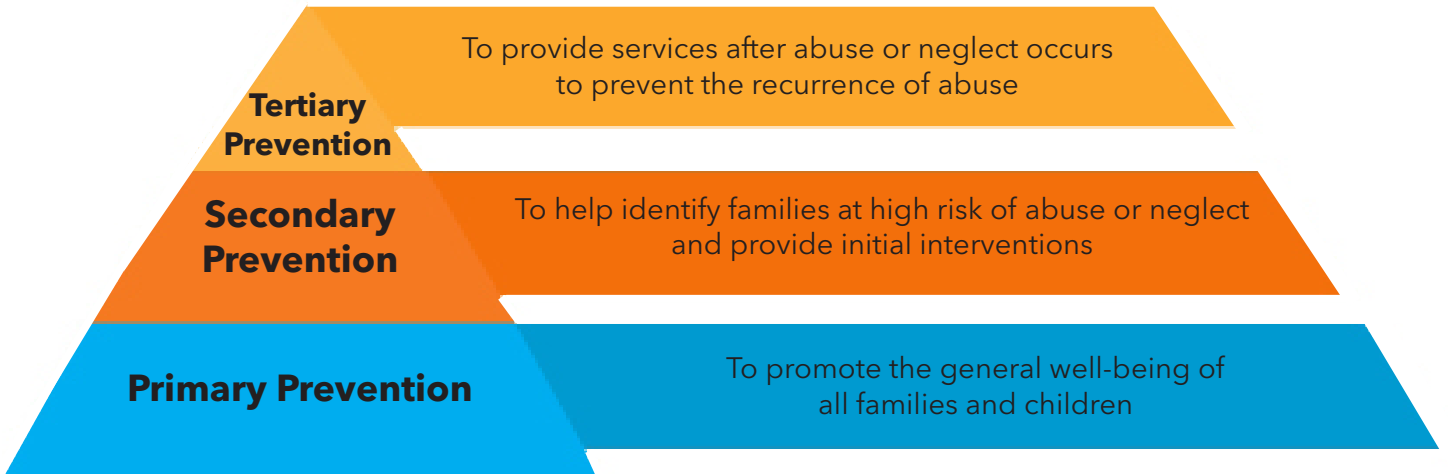 Tertiary
Prevention
To provide services after abuse or neglect occurs
to prevent the recurrence of abuse
Secondary
Prevention
To help identify families at high risk of abuse or neglect
and provide initial interventions
Primary Prevention
To promote the general well-being of
all families and children